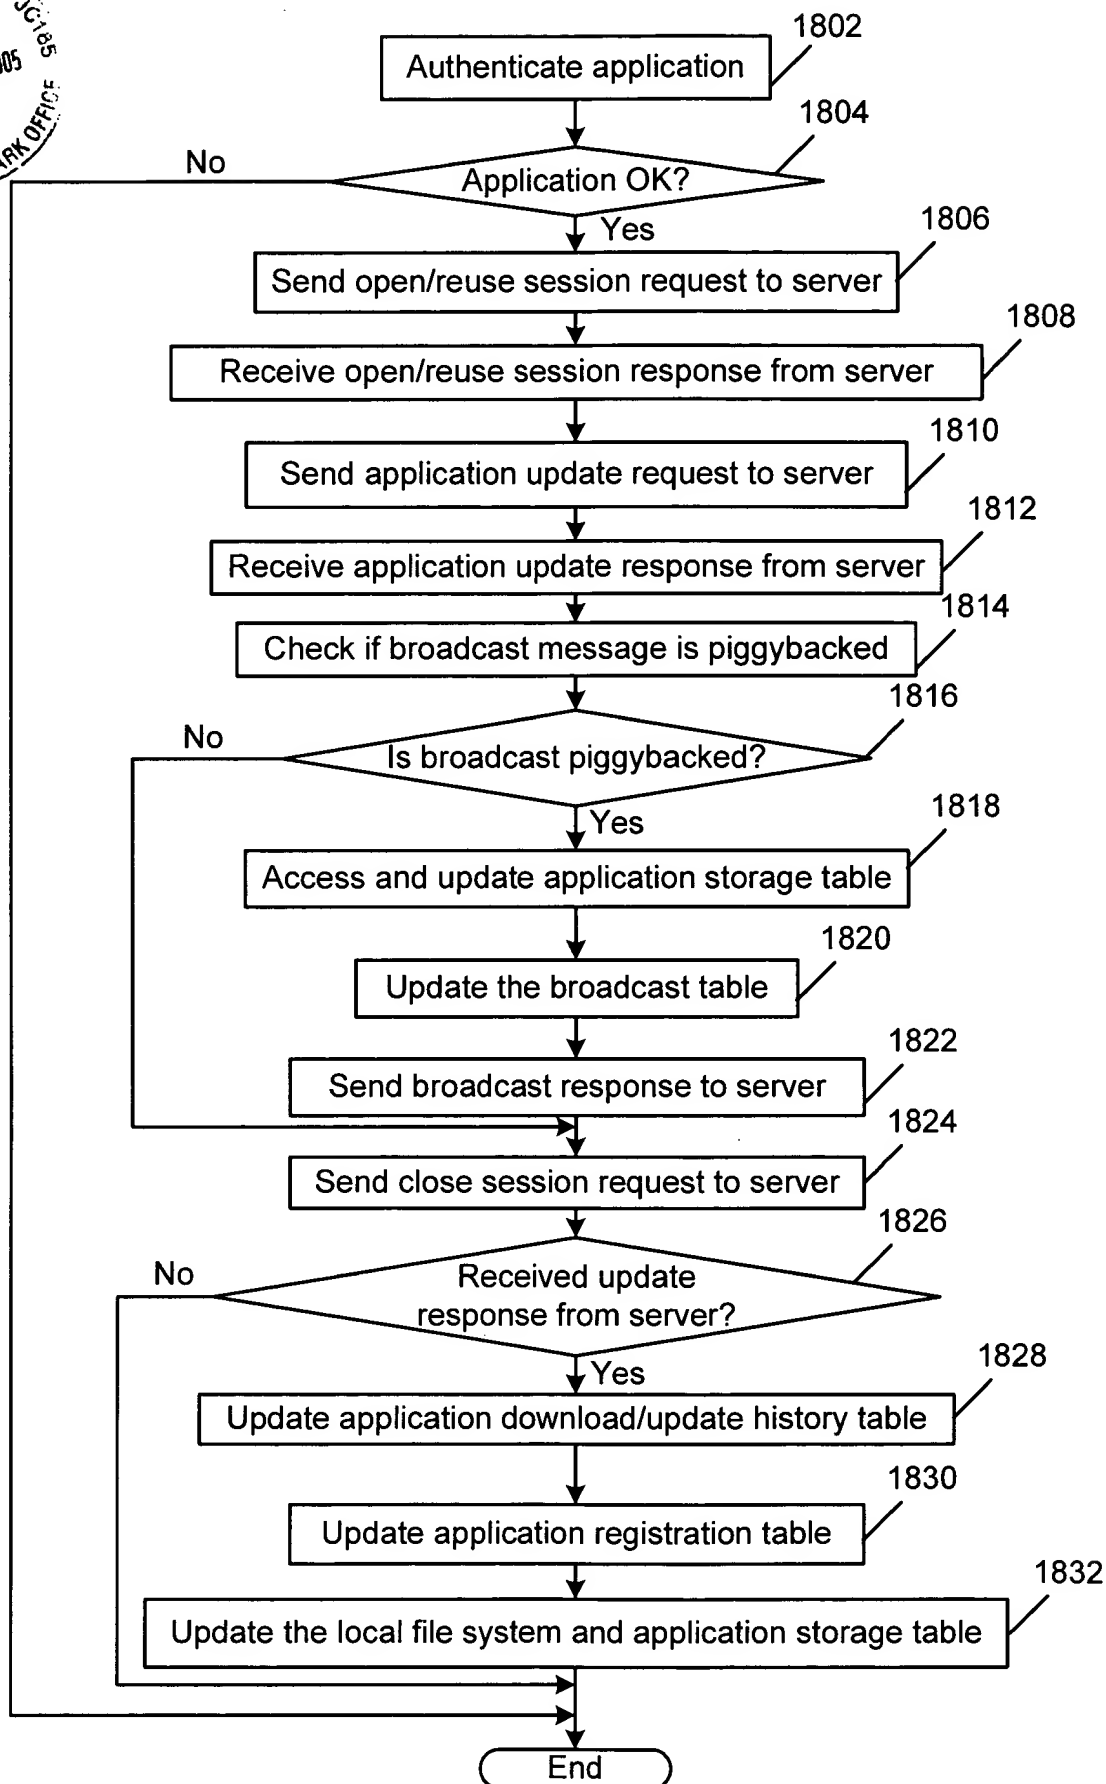 JC185
05
ARK OFFICE
1802
Authenticate application
1804
No
Application OK?
Yes
1806
Send open/reuse session request to server
1808
Receive open/reuse session response from server
1810
Send application update request to server
1812
Receive application update response from server
1814
Check if broadcast message is piggybacked
1816
No
Is broadcast piggybacked?
Yes
1818
Access and update application storage table
1820
Update the broadcast table
1822
Send broadcast response to server
1824
Send close session request to server
1826
No
Received update
response from server?
Yes
1828
Update application download/update history table
1830
Update application registration table
1832
Update the local file system and application storage table
End